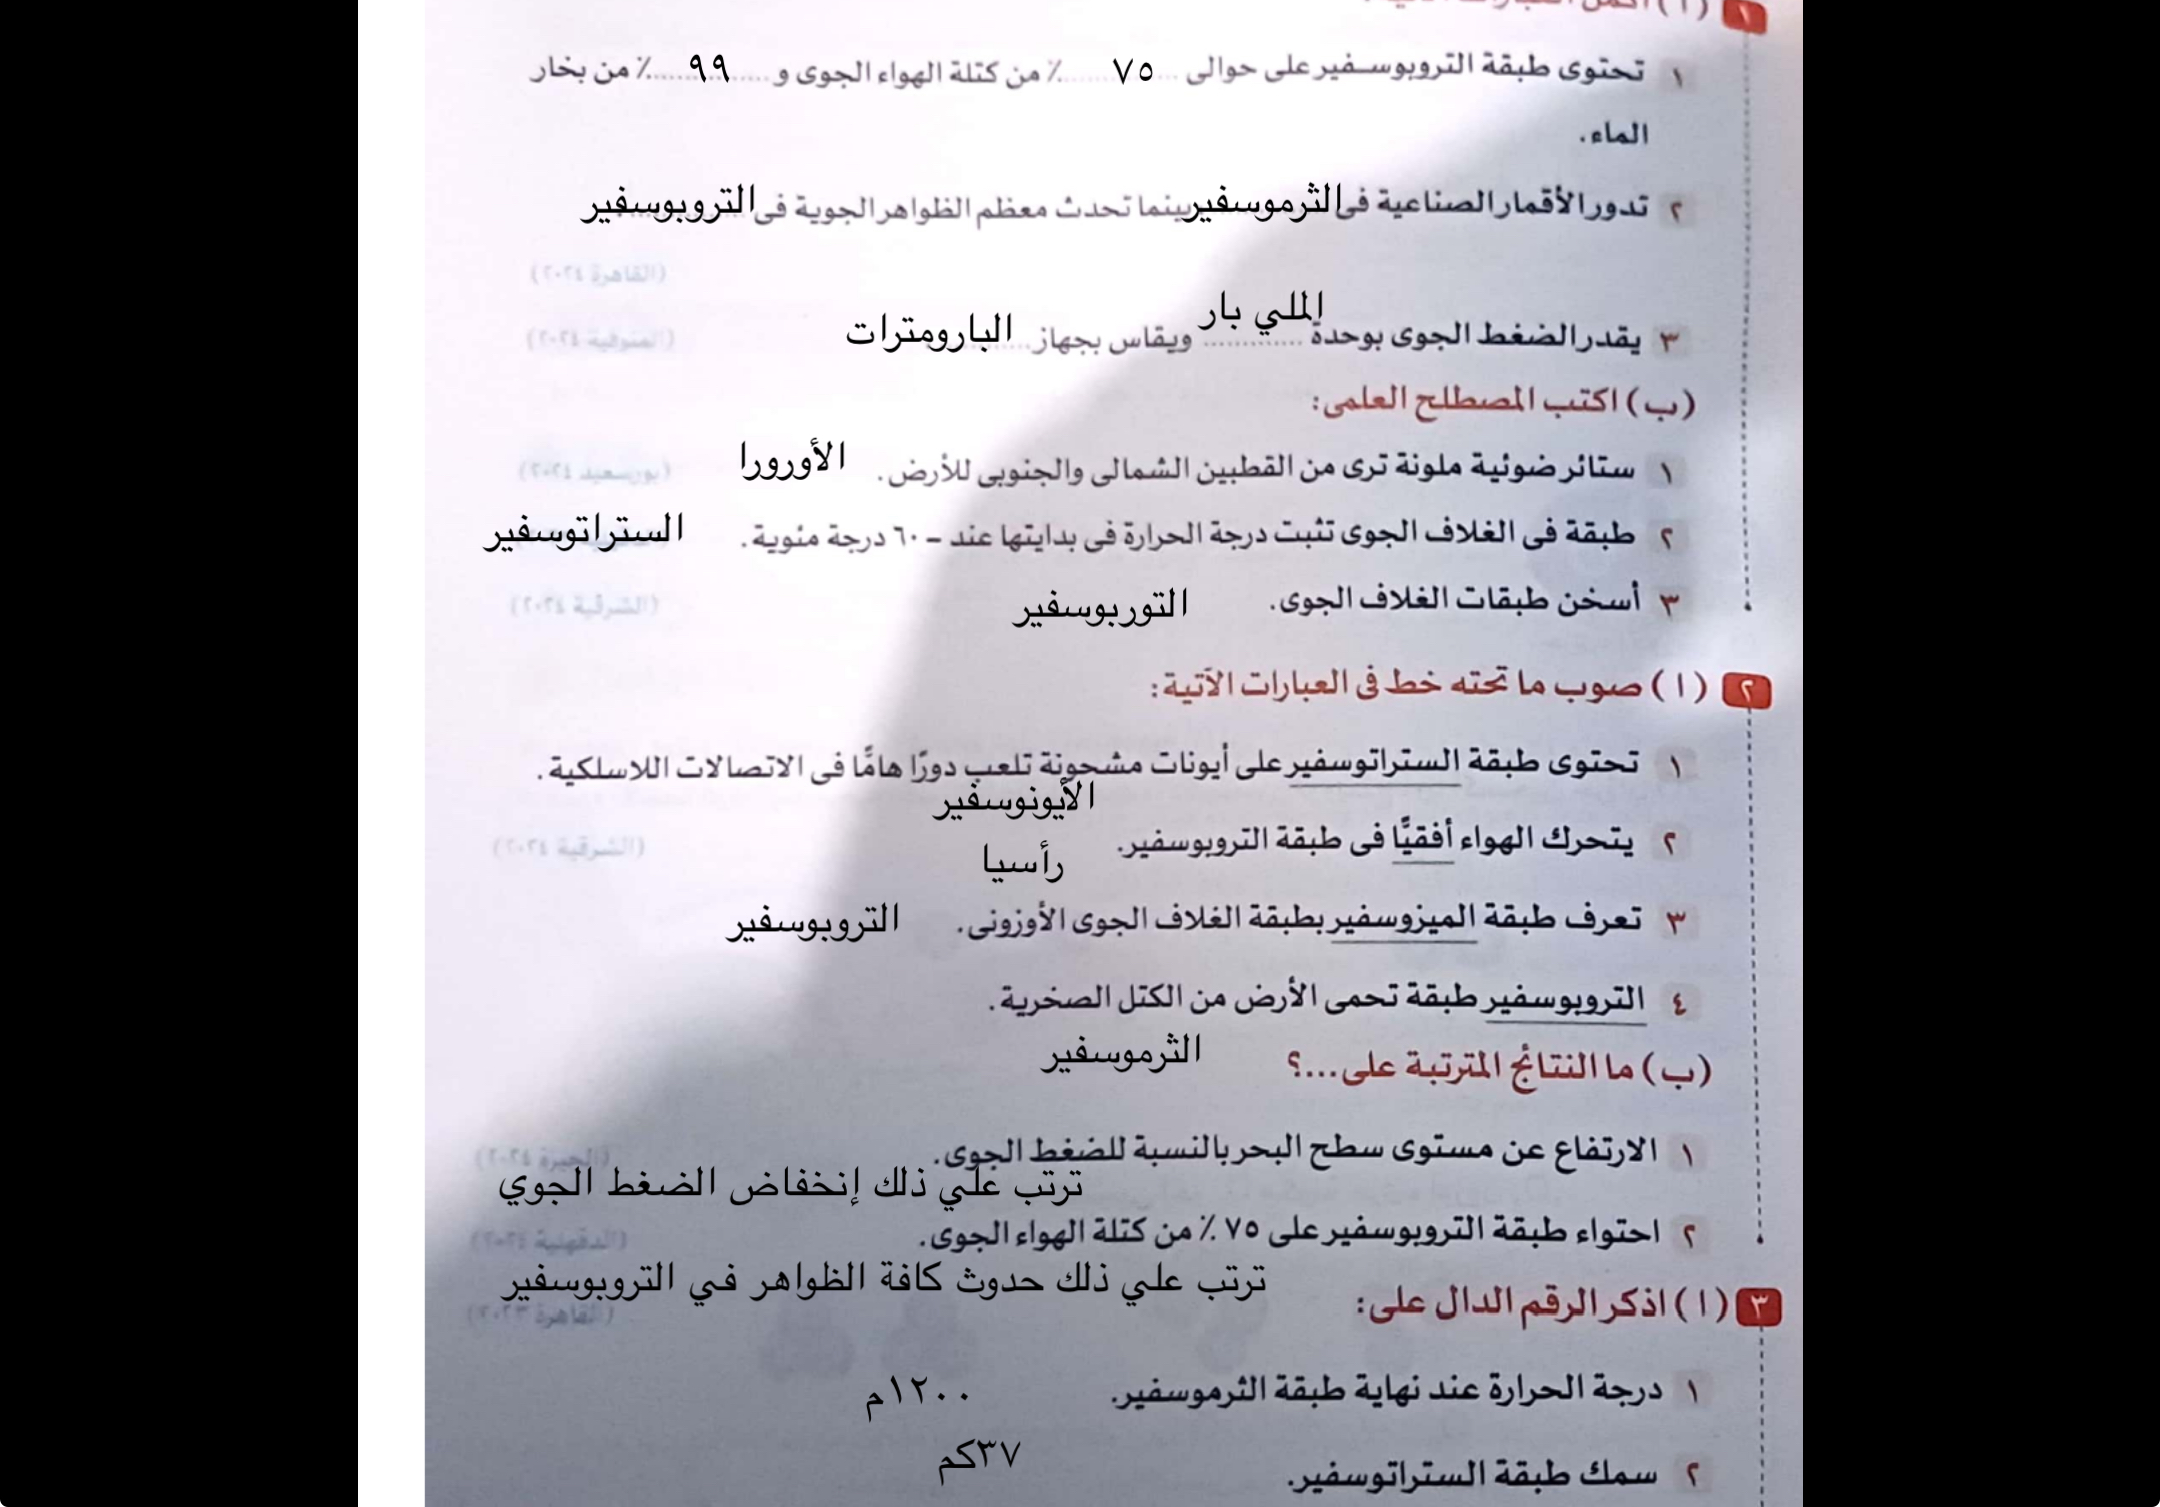 ١ تحتوى طبقة التروبوسفير على حوالى ... ٧٥ ...٪ من كتلة الهواء الجوى و ... ٩٩ ...٪ من بخار
الماء.
٢ تدور الأقمار الصناعية فى الثرموسفير بينما تحدث معظم الظواهر الجوية فى التروبوسفير
(القاهرة ٢٠٢٤)
الملي بار
٣ يقدر الضغط الجوى بوحدة ............ ويقاس بجهاز البارومترات
(المنوفية ٢٠٢٤)
(ب) اكتب المصطلح العلمى:
١ ستائر ضوئية ملونة ترى من القطبين الشمالى والجنوبى للأرض. الأورورا
(بورسعيد ٢٠٢٤)
٢ طبقة فى الغلاف الجوى تثبت درجة الحرارة فى بدايتها عند - ٦٠ درجة مئوية. الستراتوسفير
٣ أسخن طبقات الغلاف الجوى. التوربوسفير
(الشرقية ٢٠٢٤)
٢ (١) صوب ما تحته خط فى العبارات الآتية:
١ تحتوى طبقة الستراتوسفير على أيونات مشحونة تلعب دورًا هامًّا فى الاتصالات اللاسلكية.
الأيونوسفير
٢ يتحرك الهواء أفقيًّا فى طبقة التروبوسفير.
(الشرقية ٢٠٢٤)
رأسيا
٣ تعرف طبقة الميزوسفير بطبقة الغلاف الجوى الأوزونى. التروبوسفير
٤ التروبوسفير طبقة تحمى الأرض من الكتل الصخرية.
الثرموسفير
(ب) ما النتائج المترتبة على...؟
١ الارتفاع عن مستوى سطح البحر بالنسبة للضغط الجوى.
(الجيزة ٢٠٢٤)
ترتب علي ذلك إنخفاض الضغط الجوي
٢ احتواء طبقة التروبوسفير على ٧٥ ٪ من كتلة الهواء الجوى.
(الدقهلية ٢٠٢٤)
ترتب علي ذلك حدوث كافة الظواهر في التروبوسفير
٣ (١) اذكر الرقم الدال على:
(القاهرة ٢٠٢٣)
١ درجة الحرارة عند نهاية طبقة الثرموسفير. ١٢٠٠م
٢ سمك طبقة الستراتوسفير. ٣٧كم